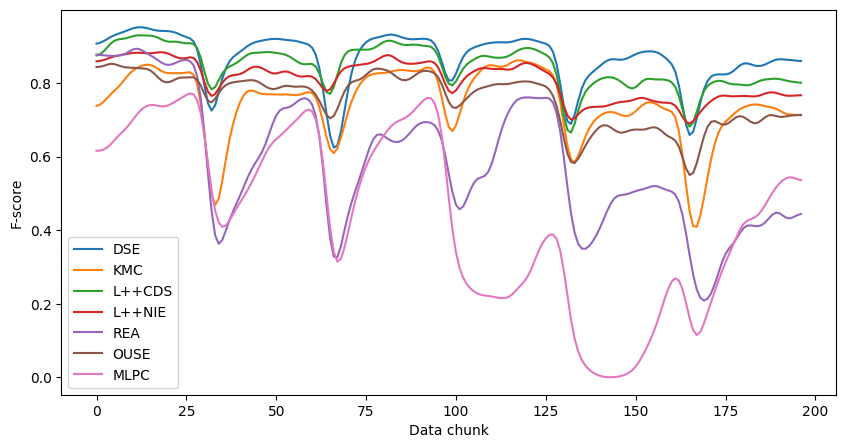 F-score
0.8
0.6
0.4
0.2
0.0
DSE
KMC
L++CDS
L++NIE
REA
OUSE
MLPC
0 25 50 75 100 125 150 175 200
Data chunk